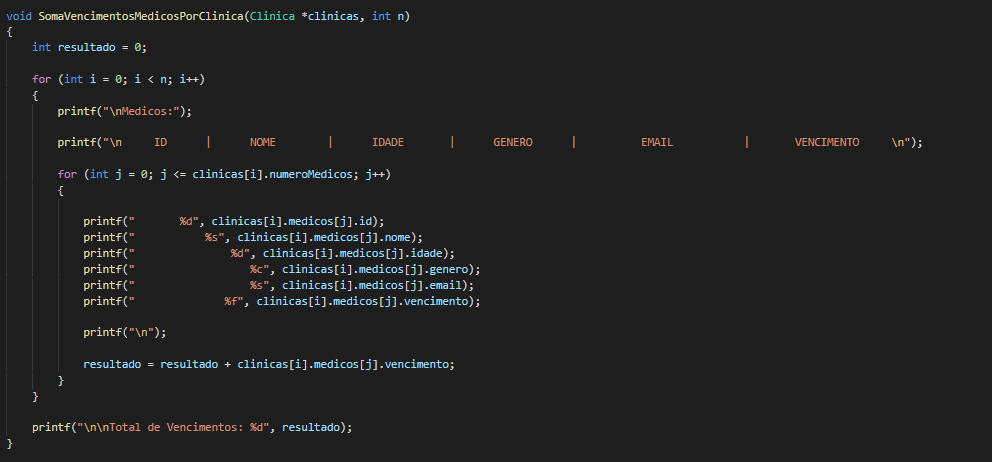 void SomaVencimentosMedicosPorClinica(Clinica *clinicas, int n)
{
    int resultado = 0;

    for (int i = 0; i < n; i++)
    {
        printf("\nMedicos:");

        printf("\n     ID      |      NOME        |      IDADE       |      GENERO      |          EMAIL           |       VENCIMENTO     \n");

        for (int j = 0; j <= clinicas[i].numeroMedicos; j++)
        {

            printf("       %d", clinicas[i].medicos[j].id);
            printf("           %s", clinicas[i].medicos[j].nome);
            printf("               %d", clinicas[i].medicos[j].idade);
            printf("                  %c", clinicas[i].medicos[j].genero);
            printf("                  %s", clinicas[i].medicos[j].email);
            printf("              %f", clinicas[i].medicos[j].vencimento);

            printf("\n");

            resultado = resultado + clinicas[i].medicos[j].vencimento;
        }
    }

    printf("\n\nTotal de Vencimentos: %d", resultado);
}